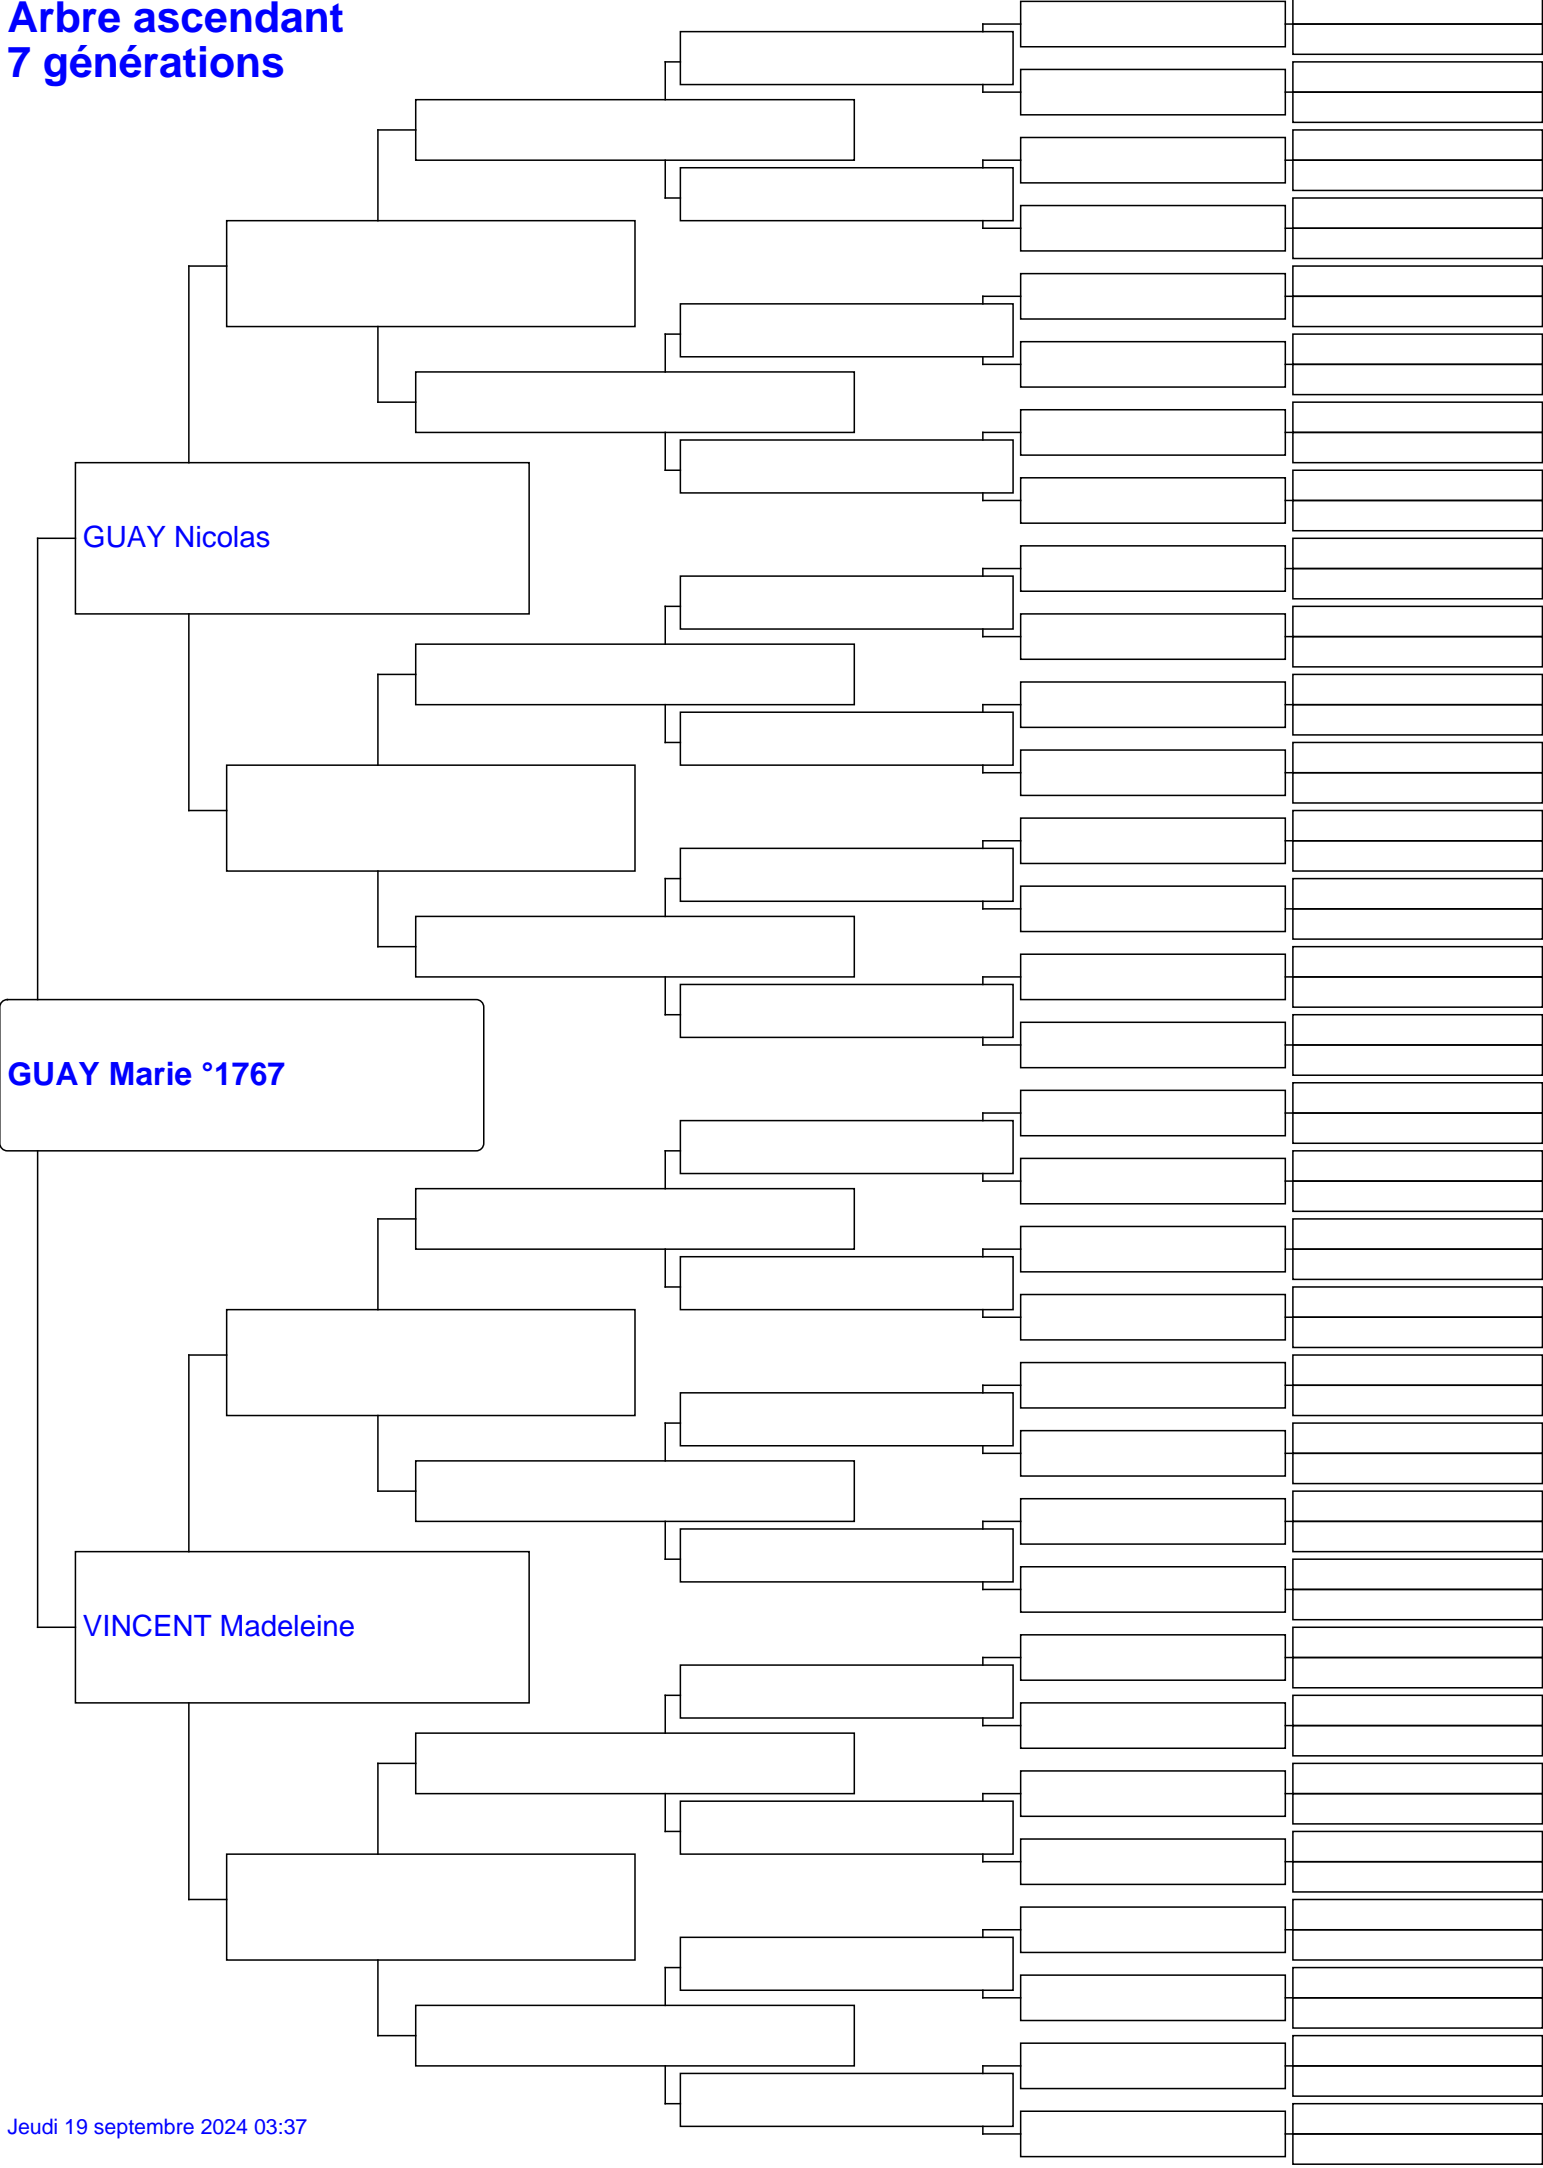 Arbre ascendant
7 générations
GUAY Nicolas
GUAY Marie °1767
VINCENT Madeleine
Jeudi 19 septembre 2024 03:37